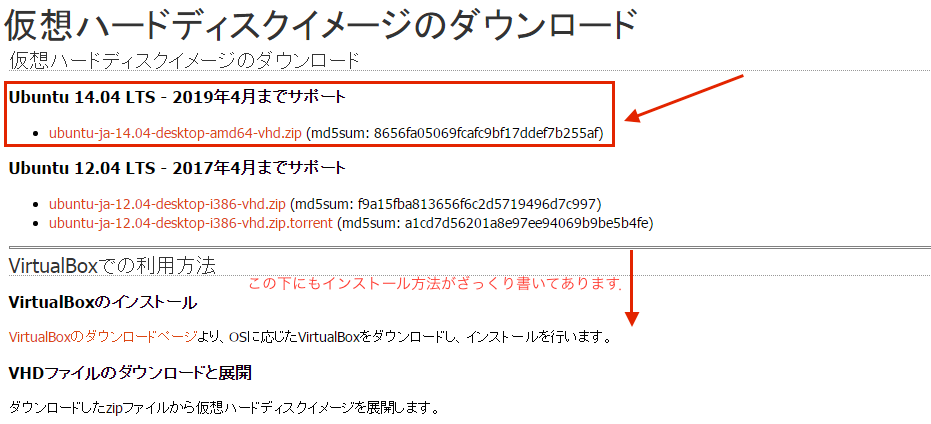 仮想ハードディスクイメージのダウンロード
仮想ハードディスクイメージのダウンロード
Ubuntu 14.04 LTS - 2019年4月までサポート
• ubuntu-ja-14.04-desktop-amd64-vhd.zip (md5sum: 8656fa05069fcafc9bf17ddef7b255af)
Ubuntu 12.04 LTS - 2017年4月までサポート
• ubuntu-ja-12.04-desktop-i386-vhd.zip (md5sum: f9a15fba813656f6c2d5719496d7c997)
• ubuntu-ja-12.04-desktop-i386-vhd.zip.torrent (md5sum: a1cd7d56201a8e97ee94069b9be5b4fe)
VirtualBoxでの利用方法
この下にもインストール方法がざっくり書いてあります.
VirtualBoxのインストール
VirtualBoxのダウンロードページより、OSに応じたVirtualBoxをダウンロードし、インストールを行います。
VHDファイルのダウンロードと展開
ダウンロードしたzipファイルから仮想ハードディスクイメージを展開します。